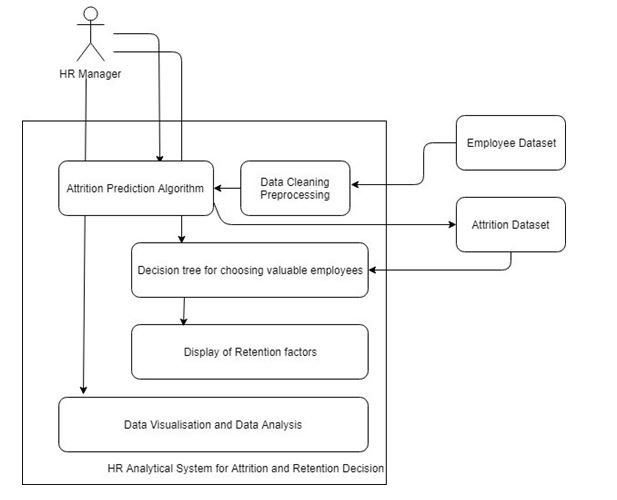 HR Manager
Employee Dataset
Attrition Prediction Algorithm
Data Cleaning
Preprocessing
Attrition Dataset
Decision tree for choosing valuable employees
Display of Retention factors
Data Visualisation and Data Analysis
HR Analytical System for Attrition and Retention Decision